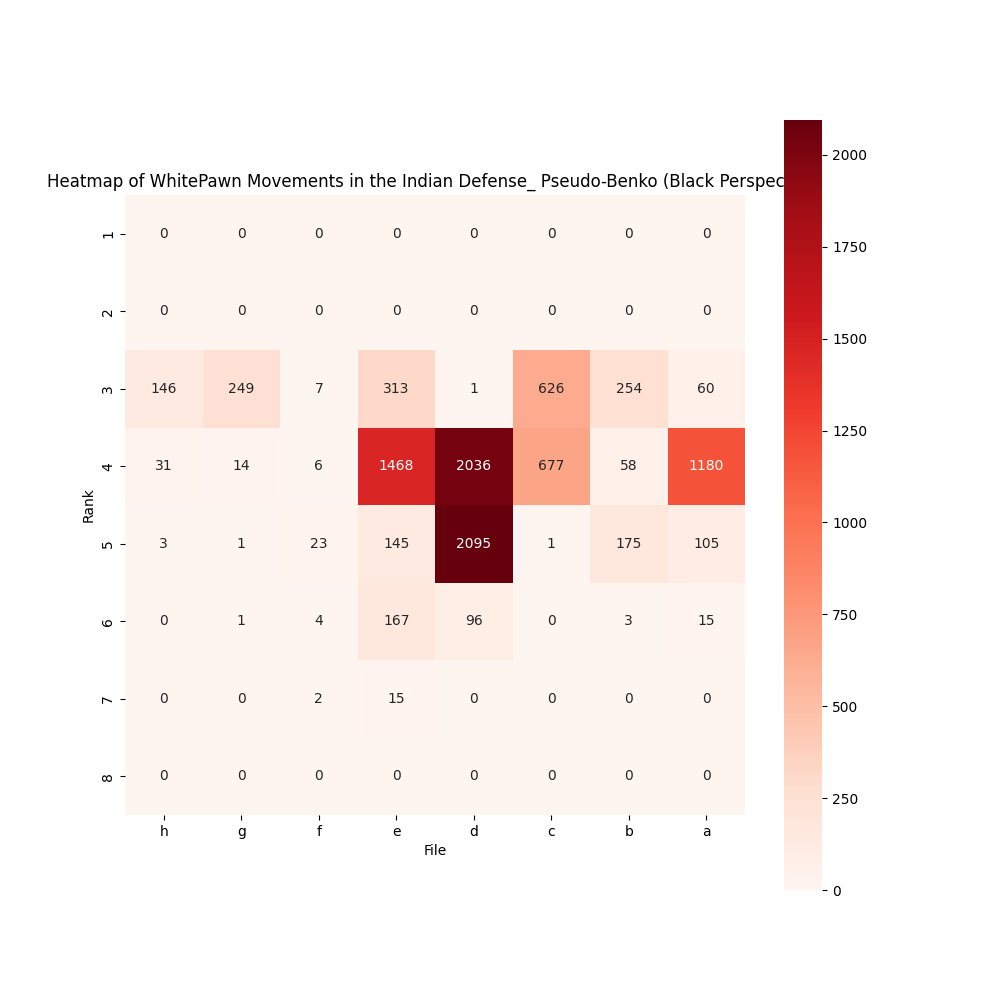 Heatmap of WhitePawn Movements in the Indian Defense_ Pseudo-Benko (Black Perspec
2000
1 0 0 0 0 0 0 0 0
1750
2 0 0 0 0 0 0 0 0
1500
3 146 249 7 313 1 626 254 60
1250
4 31 14 6 1468 2036 677 58 1180
Rank
1000
5 3 1 23 145 2095 1 175 105
750
6 0 1 4 167 96 0 3 15
500
7 0 0 2 15 0 0 0 0
250
8 0 0 0 0 0 0 0 0
h g f e d c b a
File
0